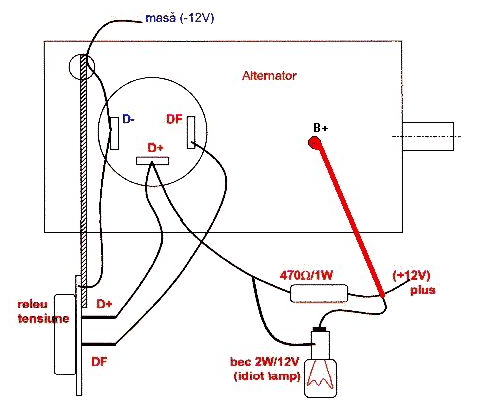 masă (-12V)
Alternator
D-
DF
B+
D+
470Ω/1W
(+12V)
plus
releu
tensiune
D+
DF
bec 2W/12V
(idiot lamp)